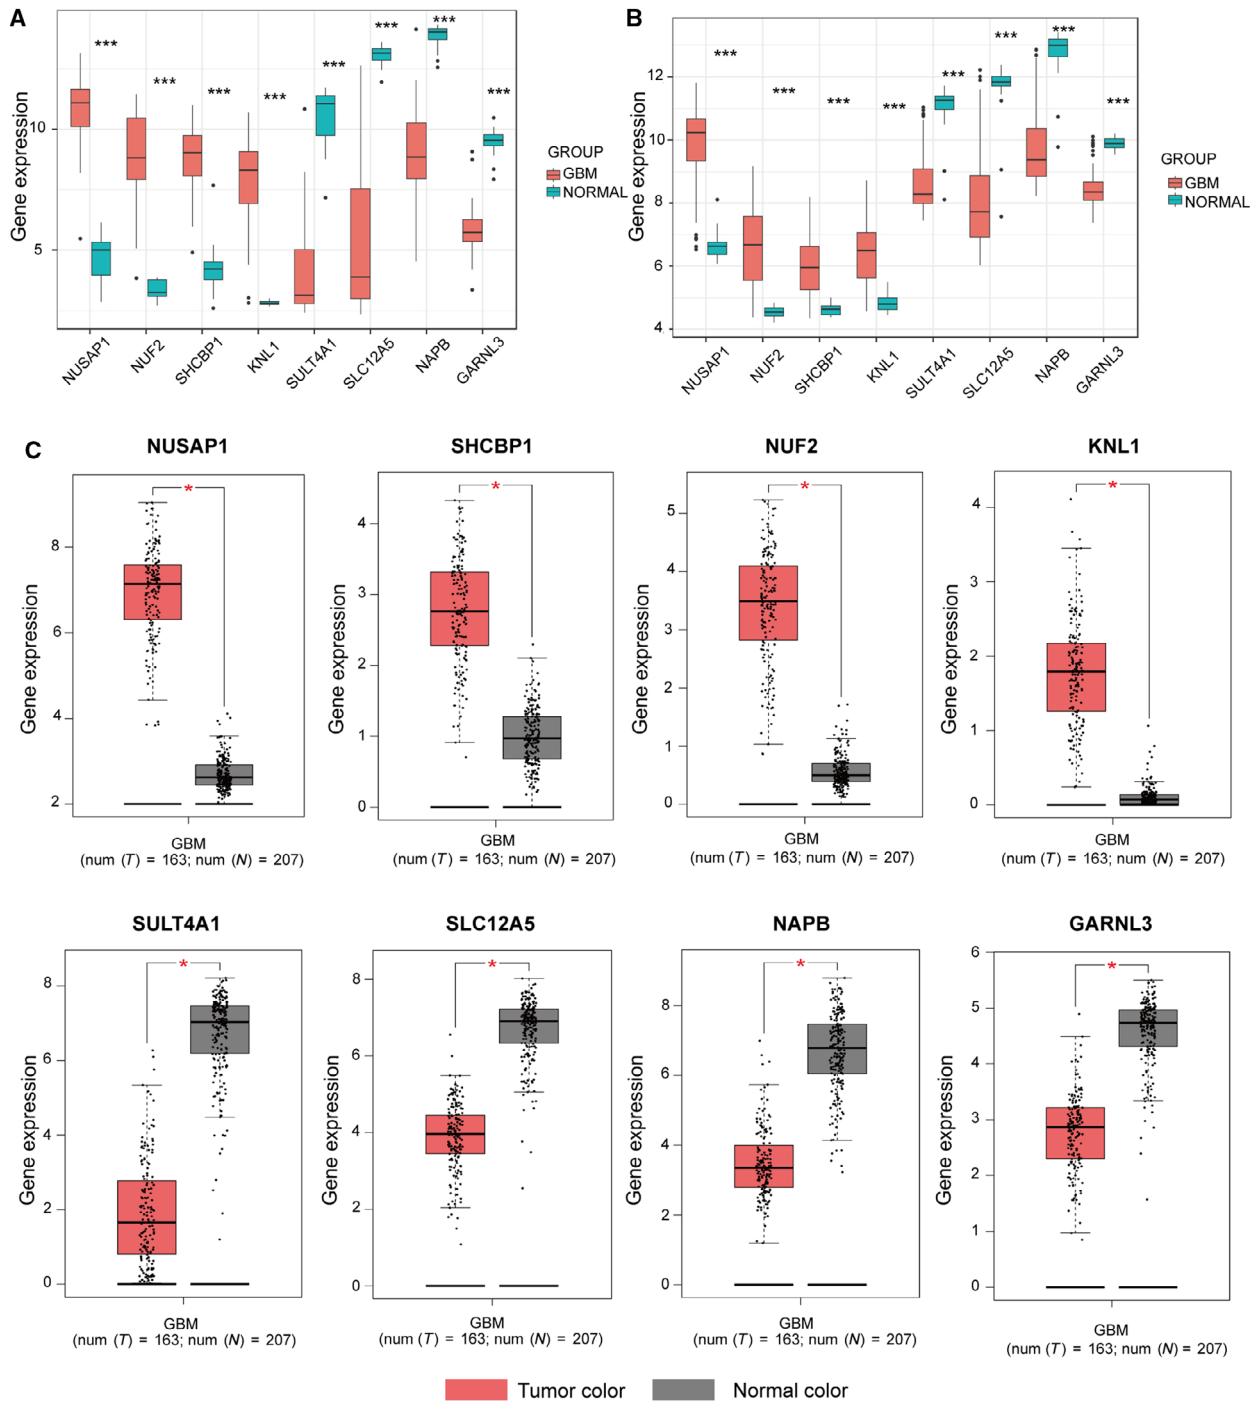 A
Gene expression
10
5
***
***
***
***
***
***
***
***
NUSAP1
NUF2
SHCBP1
KNL1
SULT4A1
SLC12A5
NAPB
GARNL3
GROUP
GBM
NORMAL
B
Gene expression
12
10
8
6
4
***
***
***
***
***
***
***
***
NUSAP1
NUF2
SHCBP1
KNL1
SULT4A1
SLC12A5
NAPB
GARNL3
GROUP
GBM
NORMAL
C
NUSAP1
*
Gene expression
8
6
4
2
GBM
(num (T) = 163; num (N) = 207)
SHCBP1
*
Gene expression
4
3
2
1
0
GBM
(num (T) = 163; num (N) = 207)
NUF2
*
Gene expression
5
4
3
2
1
0
GBM
(num (T) = 163; num (N) = 207)
KNL1
*
Gene expression
4
3
2
1
0
GBM
(num (T) = 163; num (N) = 207)
SULT4A1
*
Gene expression
8
6
4
2
0
GBM
(num (T) = 163; num (N) = 207)
SLC12A5
*
Gene expression
8
6
4
2
0
GBM
(num (T) = 163; num (N) = 207)
NAPB
*
Gene expression
8
6
4
2
0
GBM
(num (T) = 163; num (N) = 207)
GARNL3
*
Gene expression
6
5
4
3
2
1
0
GBM
(num (T) = 163; num (N) = 207)
Tumor color
Normal color